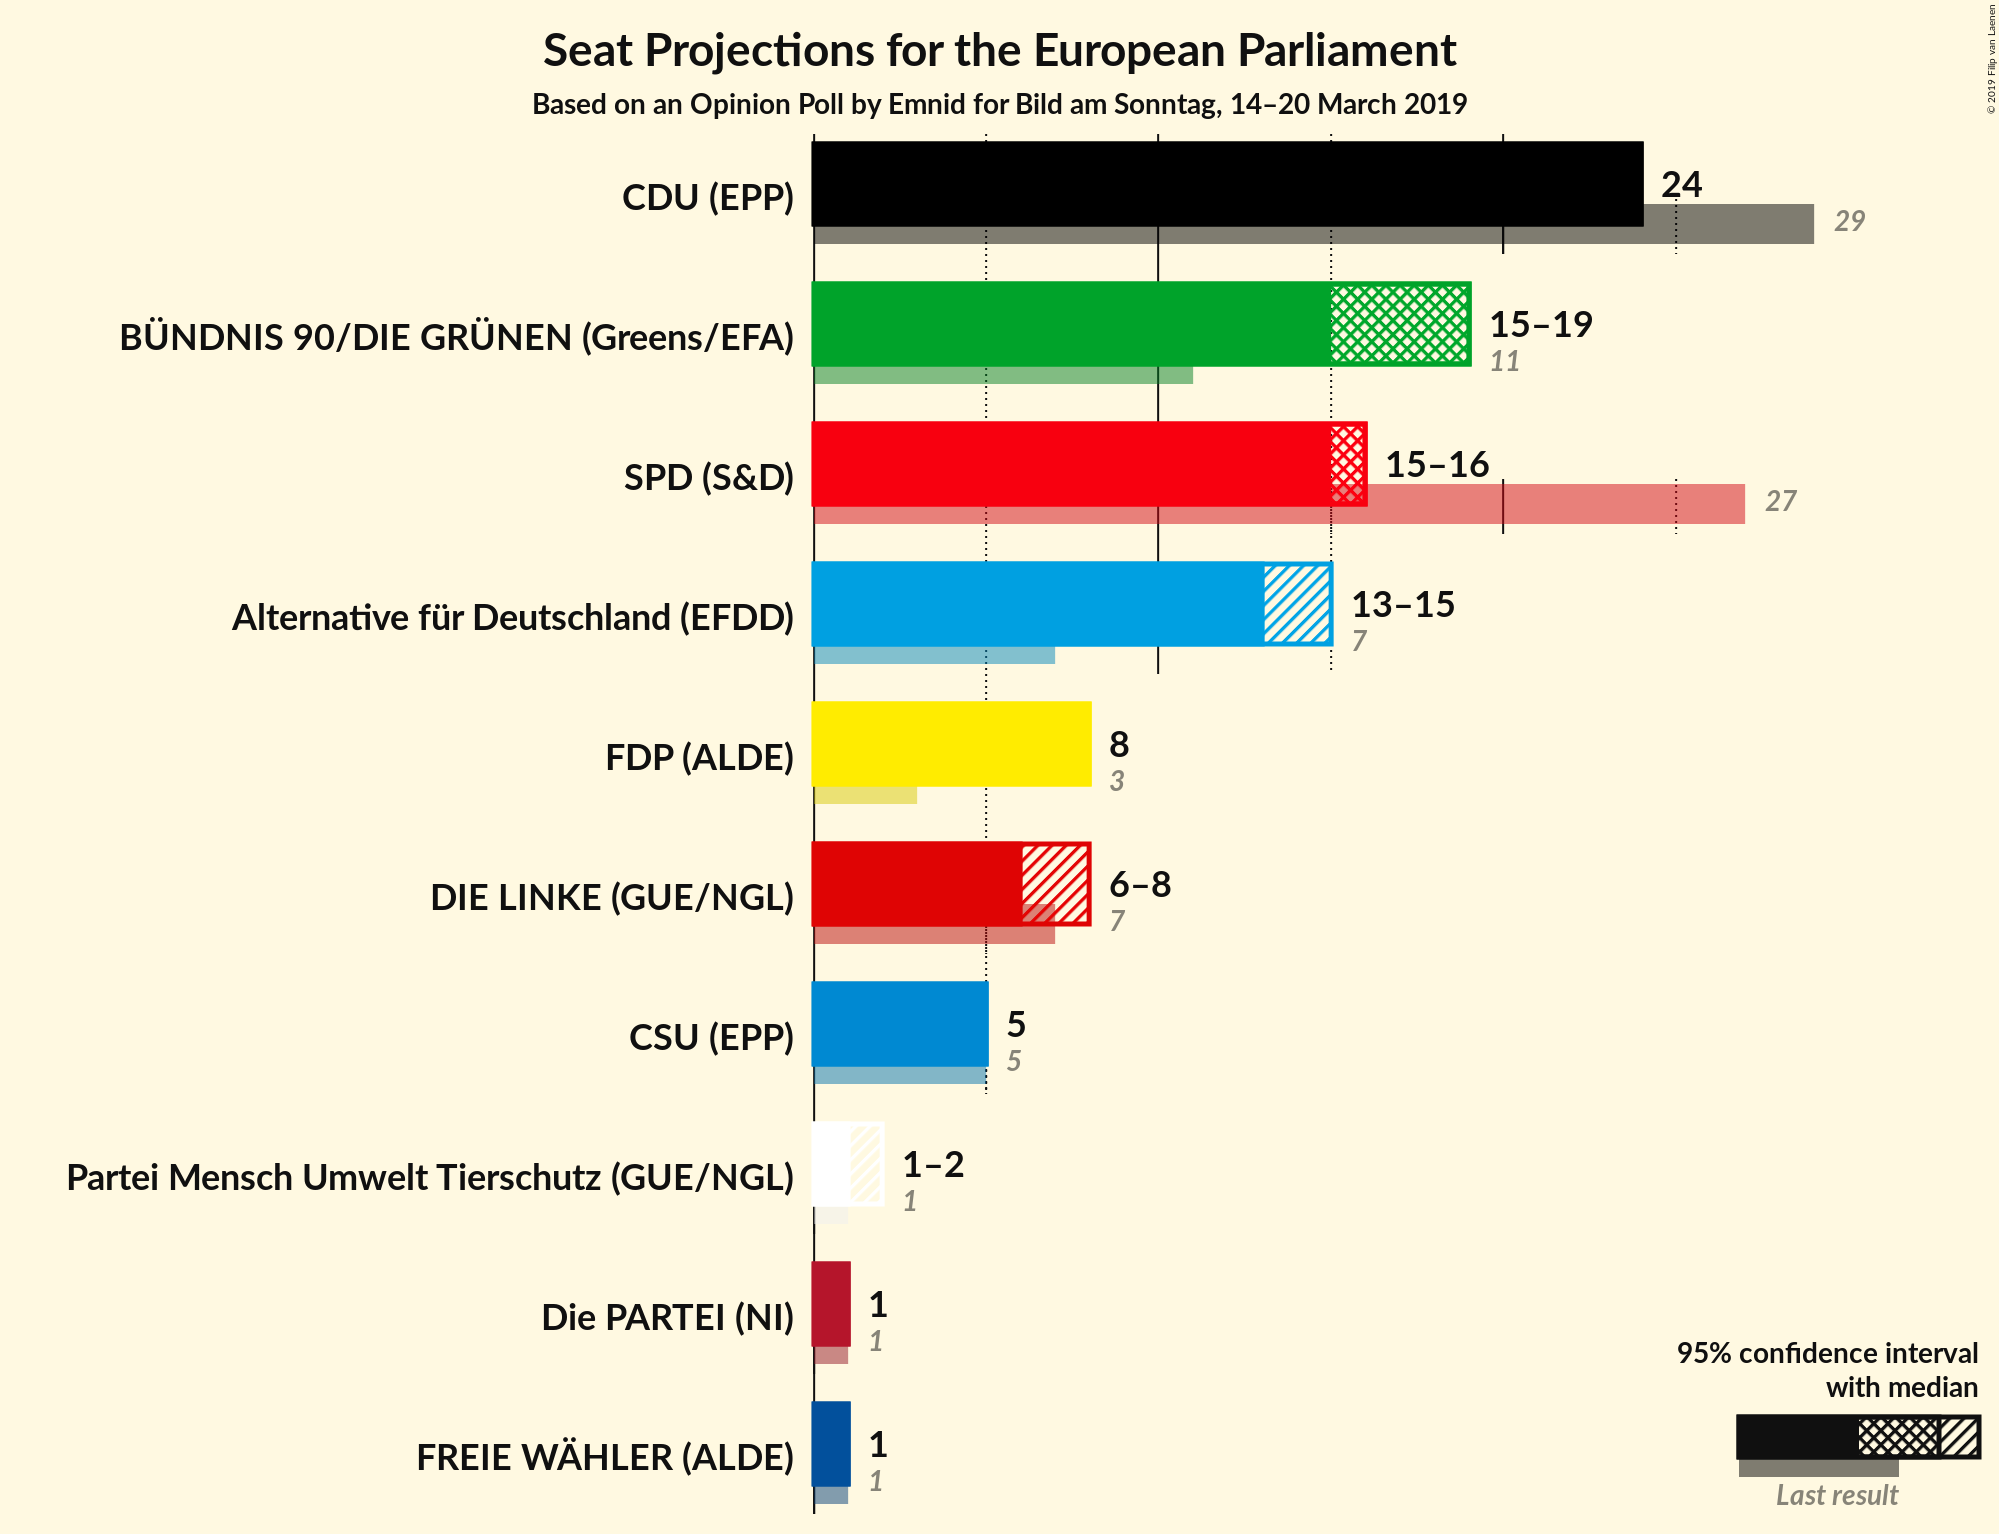 Seat Projections for the European Parliament
Based on an Opinion Poll by Emnid for Bild am Sonntag, 14–20 March 2019
© 2019 Filip van Laenen
CDU (EPP)
24
29
BÜNDNIS 90/DIE GRÜNEN (Greens/EFA)
15–19
11
SPD (S&D)
15–16
27
Alternative für Deutschland (EFDD)
13–15
7
FDP (ALDE)
8
3
DIE LINKE (GUE/NGL)
6–8
7
CSU (EPP)
5
5
Partei Mensch Umwelt Tierschutz (GUE/NGL)
1–2
1
Die PARTEI (NI)
1
1
FREIE WÄHLER (ALDE)
1
1
95% confidence interval
with median
Last result